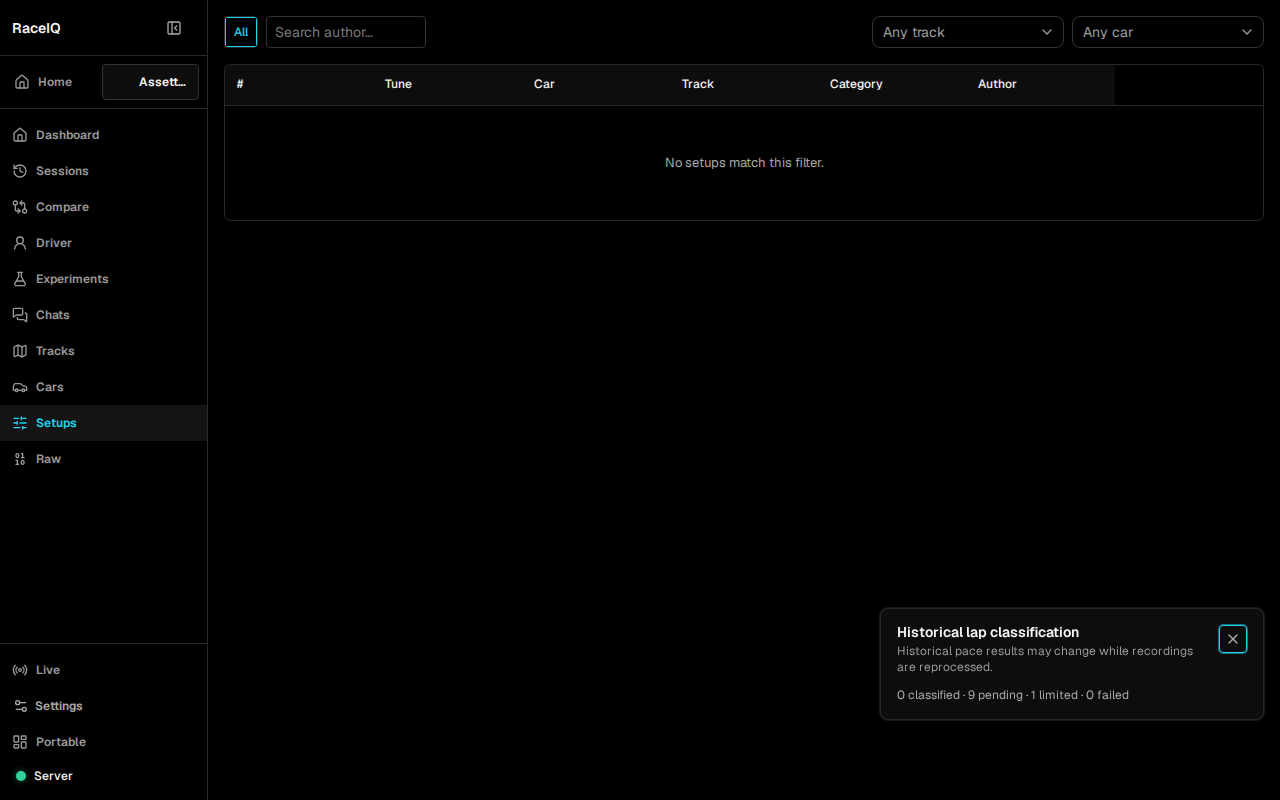 RaceIQ
All
Search author...
Any track
Any car
Home
Assett...
# Tune Car Track Category Author
No setups match this filter.
Dashboard
Sessions
Compare
Driver
Experiments
Chats
Tracks
Cars
Setups
Raw
Historical lap classification
Historical pace results may change while recordings
are reprocessed.
0 classified · 9 pending · 1 limited · 0 failed
Live
Settings
Portable
Server